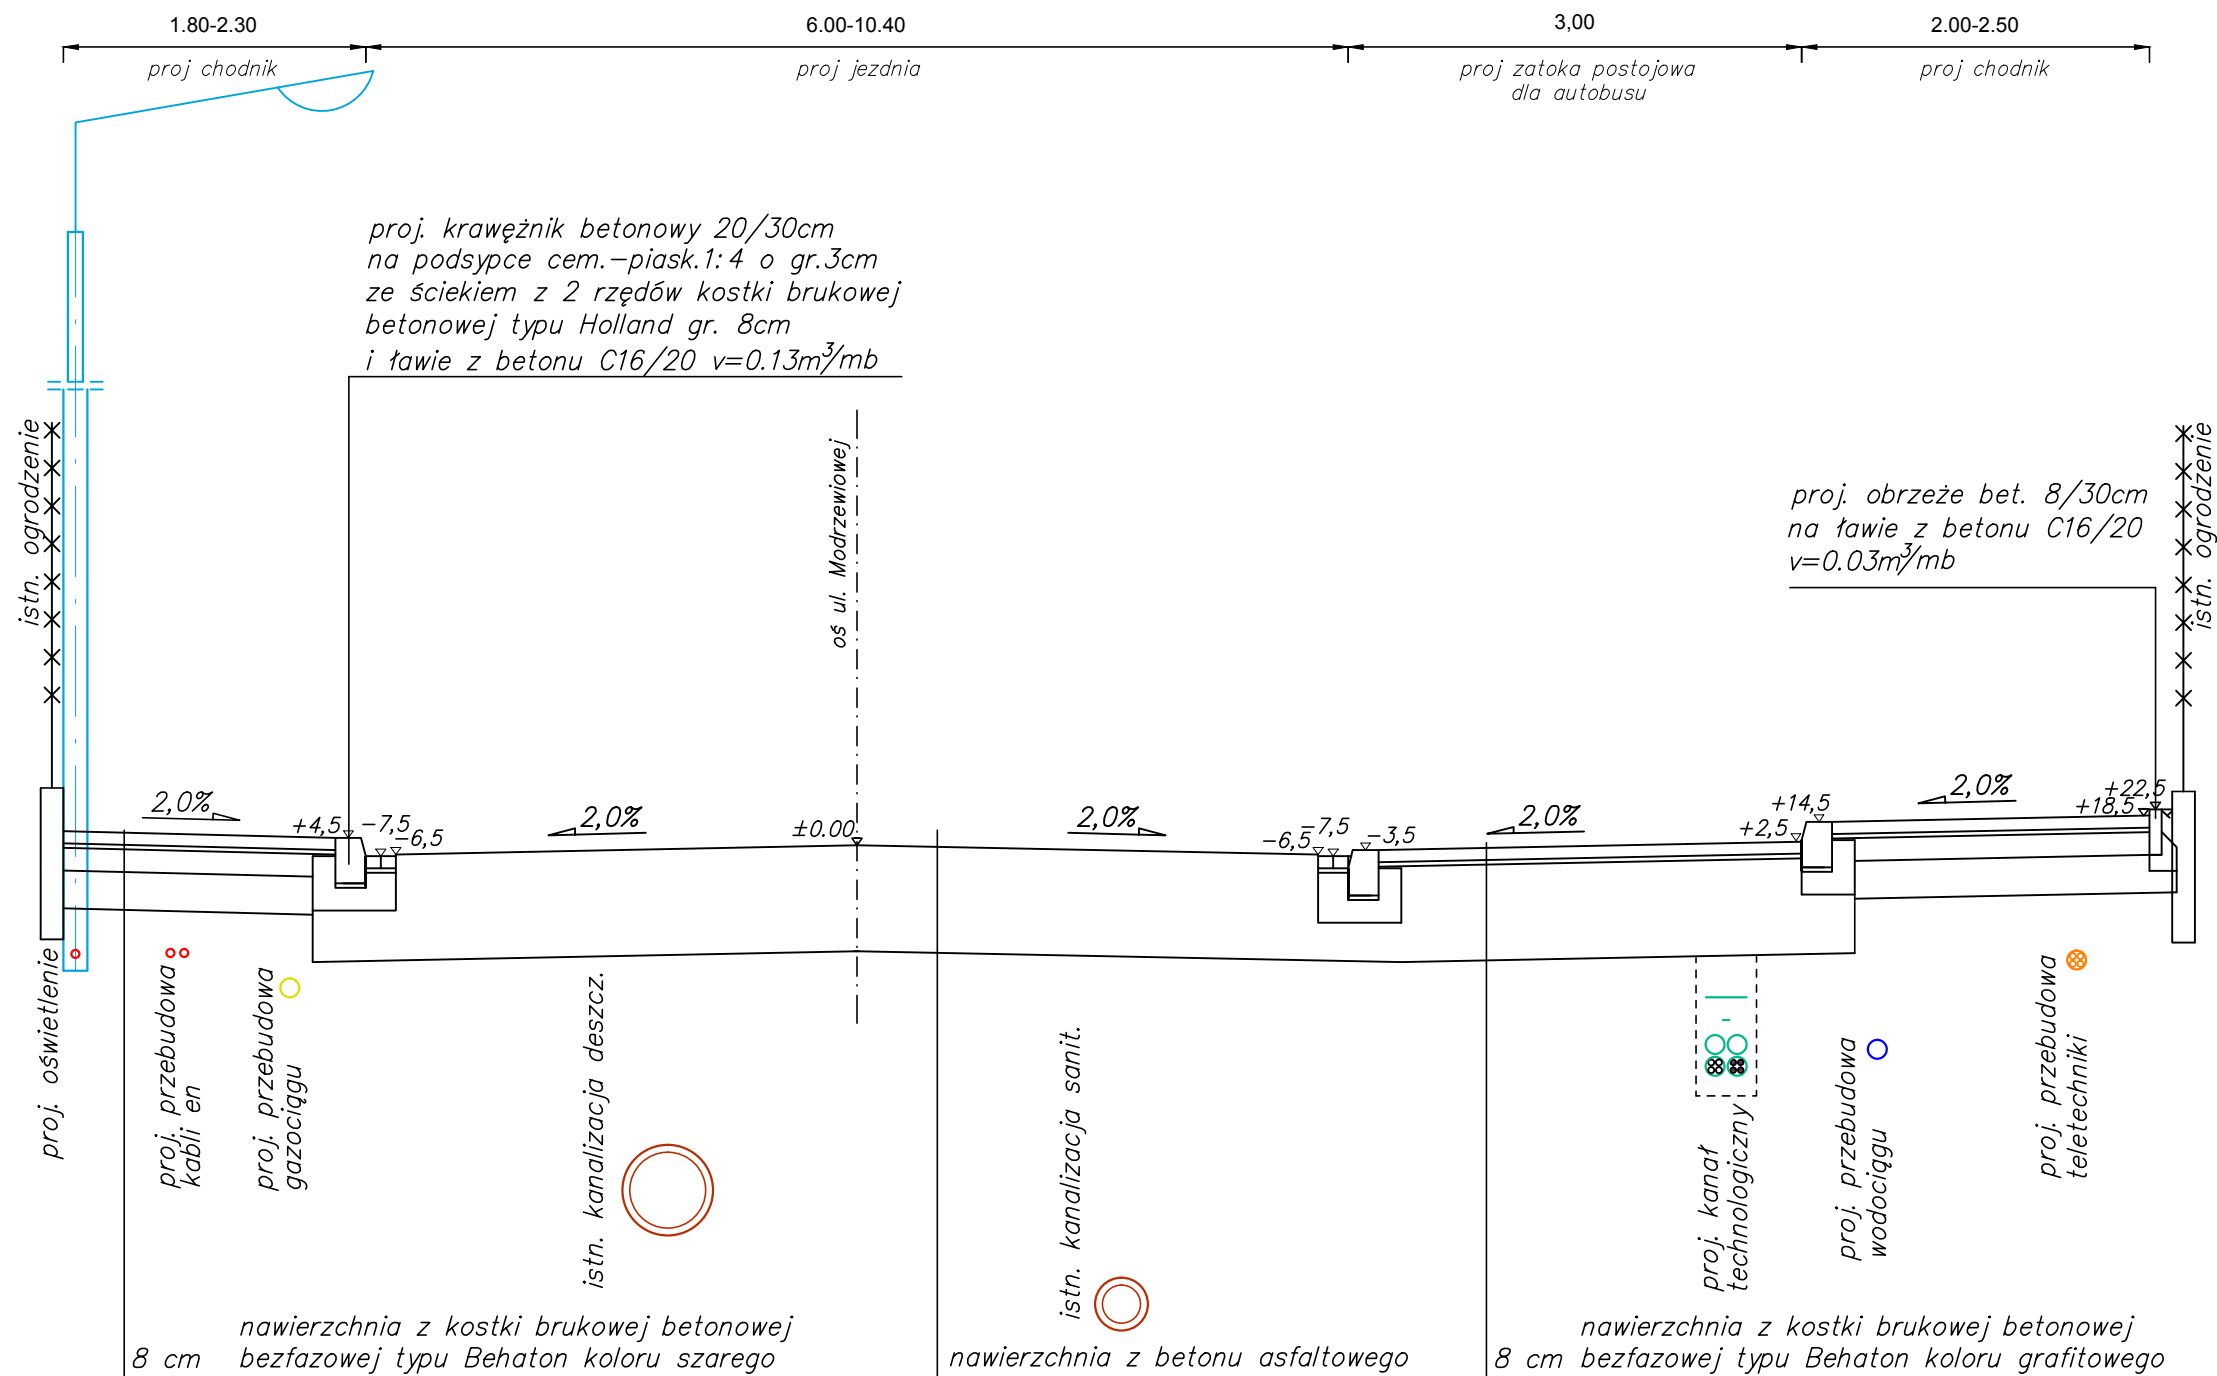 1.80-2.30
6.00-10.40
3,00
2.00-2.50
proj chodnik
proj jezdnia
proj zatoka postojowa
dla autobusu
proj chodnik
proj. krawężnik betonowy 20/30cm
na podsypce cem.-piask.1:4 o gr.3cm
ze ściekiem z 2 rzędów kostki brukowej
betonowej typu Holland gr. 8cm
i ławie z betonu C16/20 v=0.13m³/mb
istn. ogrodzenie
oś ul. Modrzewiowej
proj. obrzeże bet. 8/30cm
na ławie z betonu C16/20
v=0.03m³/mb
istn. ogrodzenie
2,0%
+4,5
-7,5
-6,5
2,0%
±0.00
2,0%
-6,5
-7,5
-3,5
2,0%
+2,5
+14,5
2,0%
+18,5
+22,5
proj. oświetlenie
proj. przebudowa
kabli en
proj. przebudowa
gazociągu
istn. kanalizacja deszcz.
istn. kanalizacja sanit.
proj. kanał
technologiczny
proj. przebudowa
wodociągu
proj. przebudowa
teletechniki
nawierzchnia z kostki brukowej betonowej
8 cm bezfazowej typu Behaton koloru szarego
nawierzchnia z betonu asfaltowego
nawierzchnia z kostki brukowej betonowej
8 cm bezfazowej typu Behaton koloru grafitowego